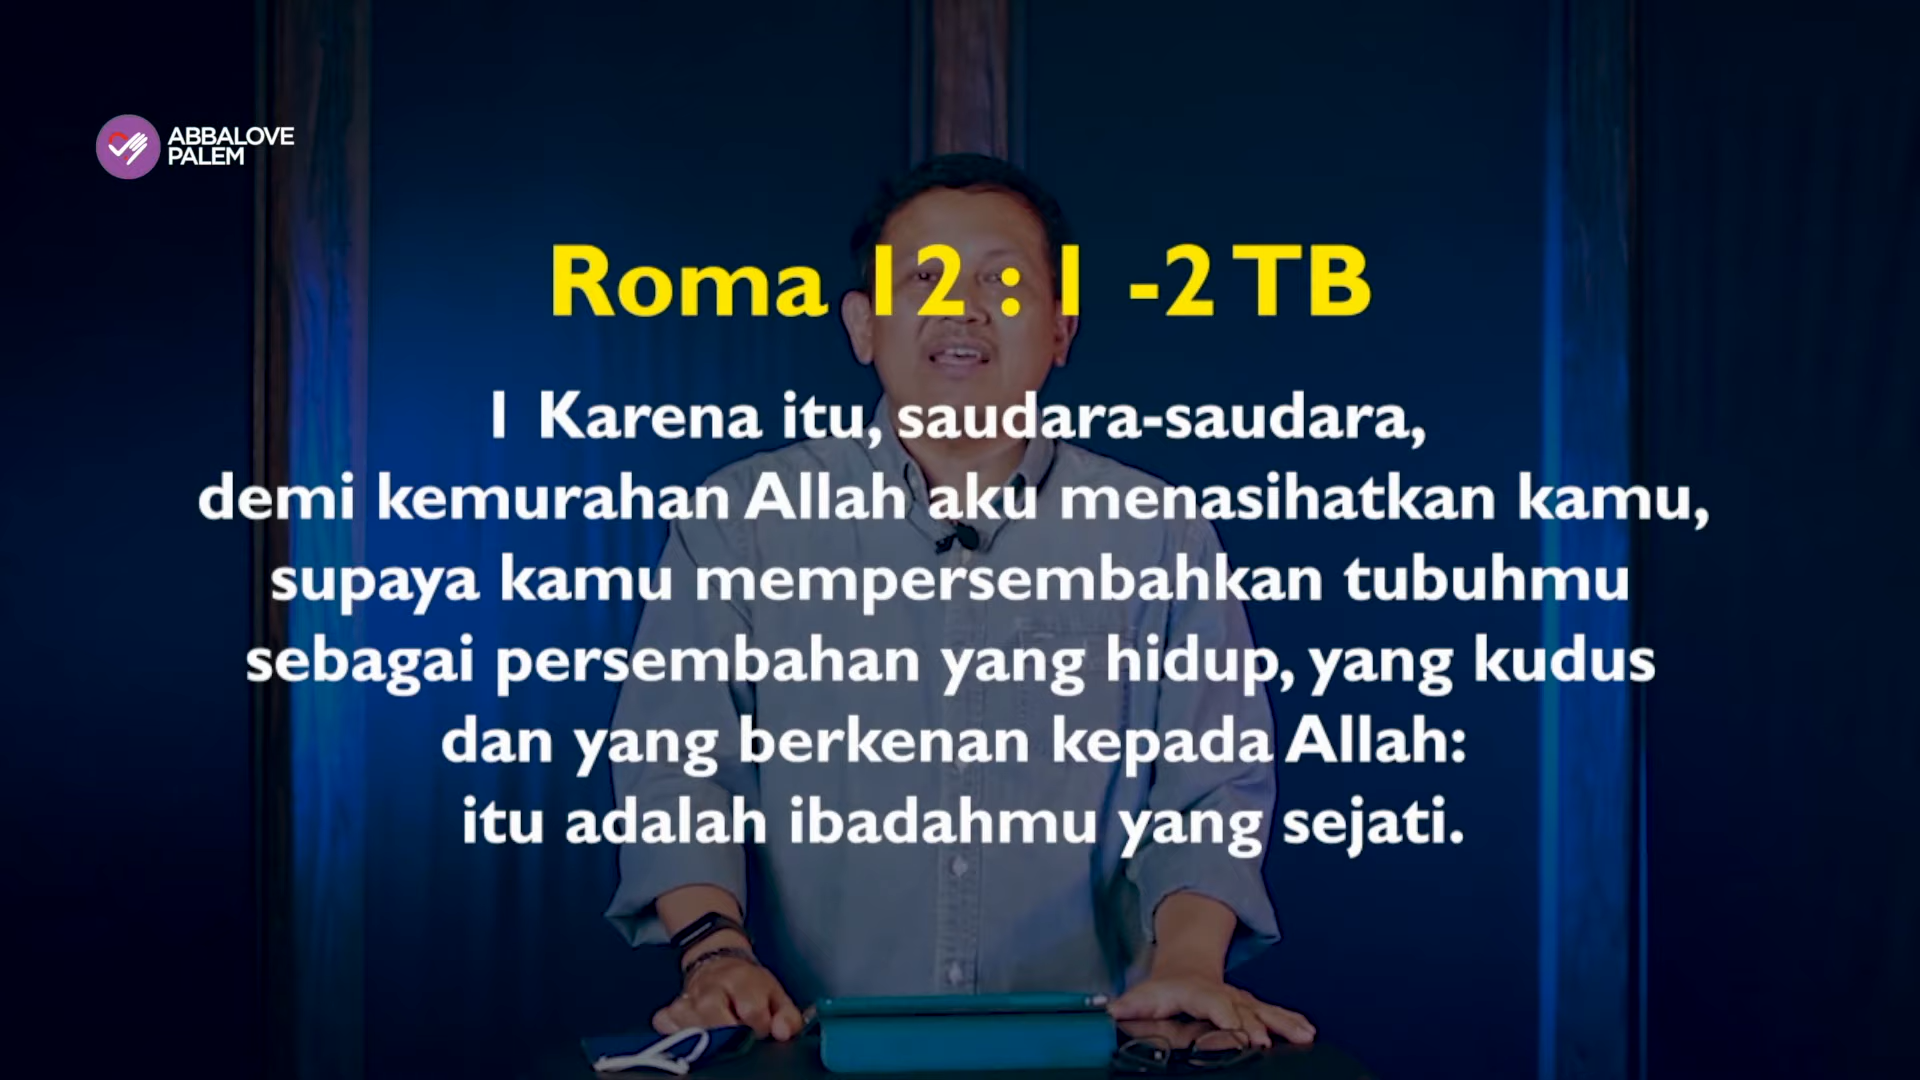 ABBALOVE
PALEM
Roma 12 : 1 -2 TB
1 Karena itu, saudara-saudara,
demi kemurahan Allah aku menasihatkan kamu,
supaya kamu mempersembahkan tubuhmu
sebagai persembahan yang hidup, yang kudus
dan yang berkenan kepada Allah:
itu adalah ibadahmu yang sejati.